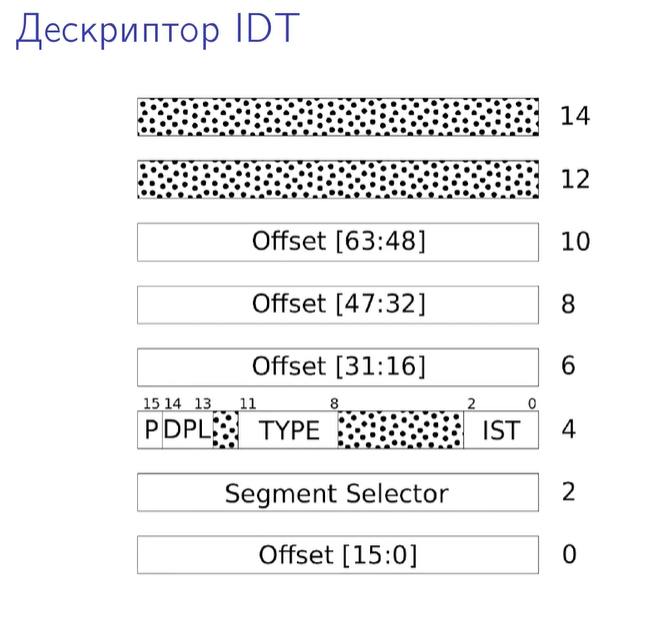 Дескриптор IDT
14
12
Offset [63:48] 10
Offset [47:32] 8
Offset [31:16] 6
15 14 13 11 8 2 0
P DPL TYPE IST 4
Segment Selector 2
Offset [15:0] 0